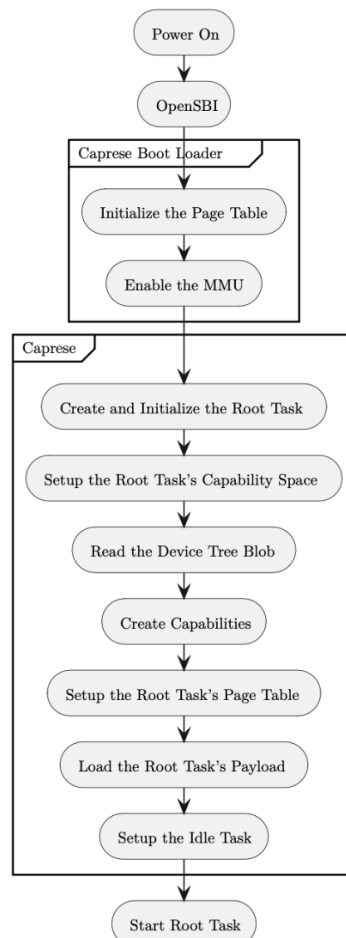 Power On
OpenSBI
Caprese Boot Loader
Initialize the Page Table
Enable the MMU
Caprese
Create and Initialize the Root Task
Setup the Root Task's Capability Space
Read the Device Tree Blob
Create Capabilities
Setup the Root Task's Page Table
Load the Root Task's Payload
Setup the Idle Task
Start Root Task